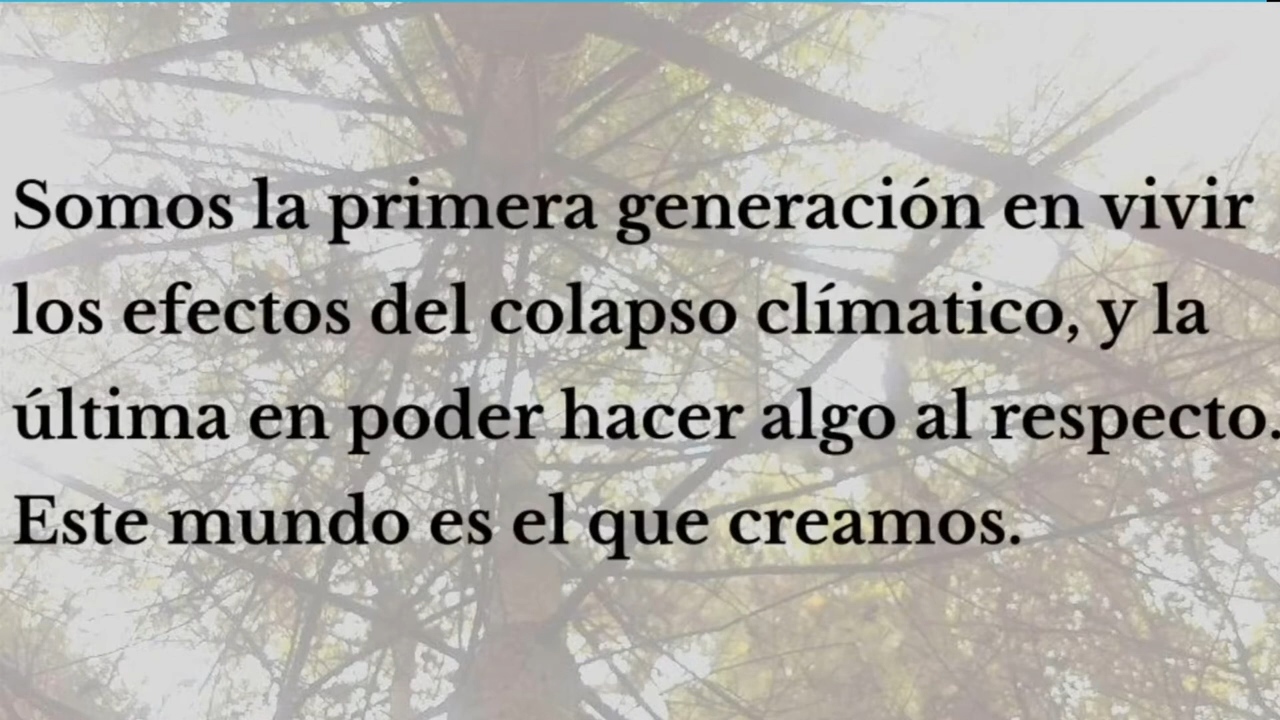 Somos la primera generación en vivir
los efectos del colapso clímatico, y la
última en poder hacer algo al respecto.
Este mundo es el que creamos.